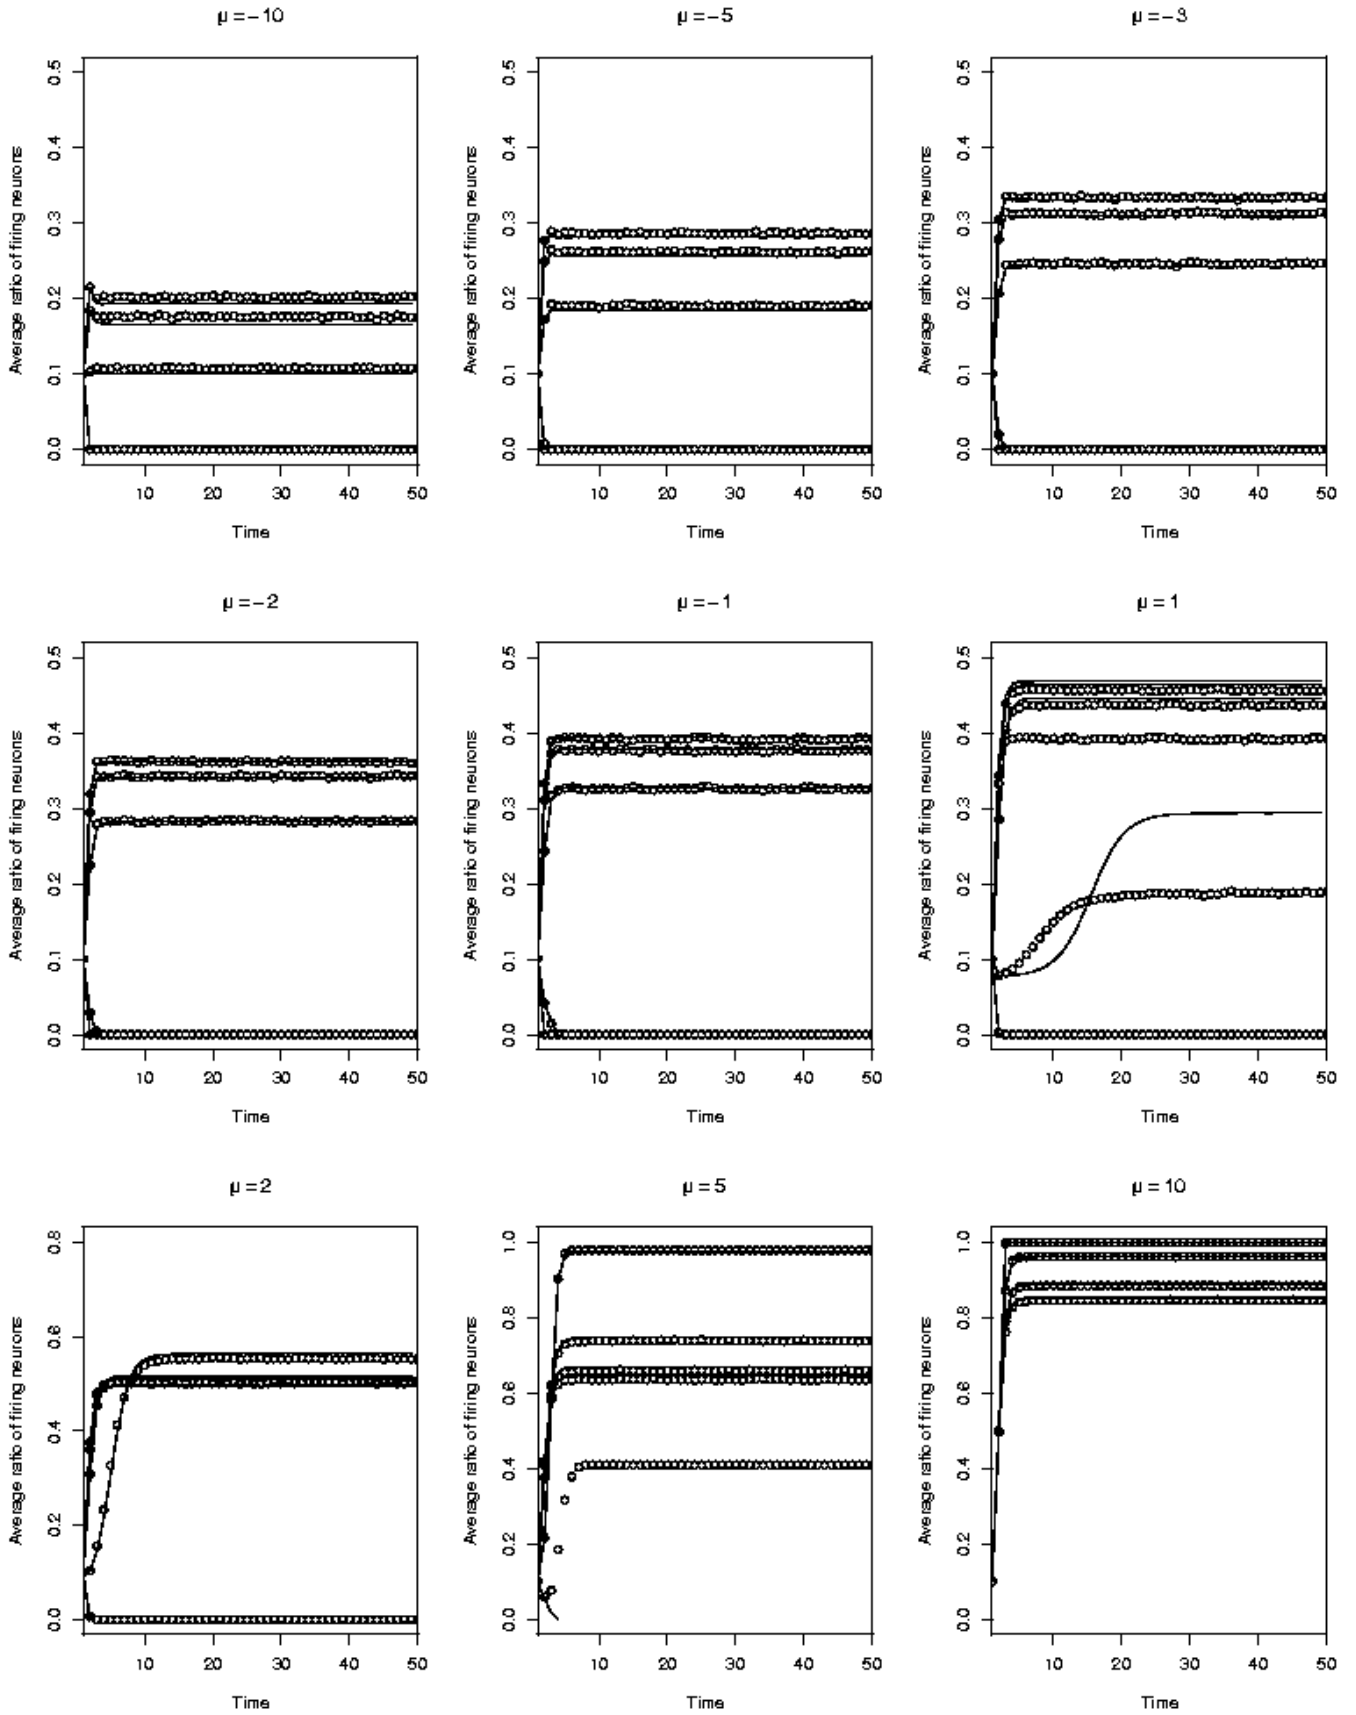 μ = −10
μ = −5
μ = −3
Average ratio of firing neurons
0.0 0.1 0.2 0.3 0.4 0.5
10 20 30 40 50
Time
Average ratio of firing neurons
0.0 0.1 0.2 0.3 0.4 0.5
10 20 30 40 50
Time
Average ratio of firing neurons
0.0 0.1 0.2 0.3 0.4 0.5
10 20 30 40 50
Time
μ = −2
μ = −1
μ = 1
Average ratio of firing neurons
0.0 0.1 0.2 0.3 0.4 0.5
10 20 30 40 50
Time
Average ratio of firing neurons
0.0 0.1 0.2 0.3 0.4 0.5
10 20 30 40 50
Time
Average ratio of firing neurons
0.0 0.1 0.2 0.3 0.4 0.5
10 20 30 40 50
Time
μ = 2
μ = 5
μ = 10
Average ratio of firing neurons
0.0 0.2 0.4 0.6 0.8
10 20 30 40 50
Time
Average ratio of firing neurons
0.0 0.2 0.4 0.6 0.8 1.0
10 20 30 40 50
Time
Average ratio of firing neurons
0.0 0.2 0.4 0.6 0.8 1.0
10 20 30 40 50
Time